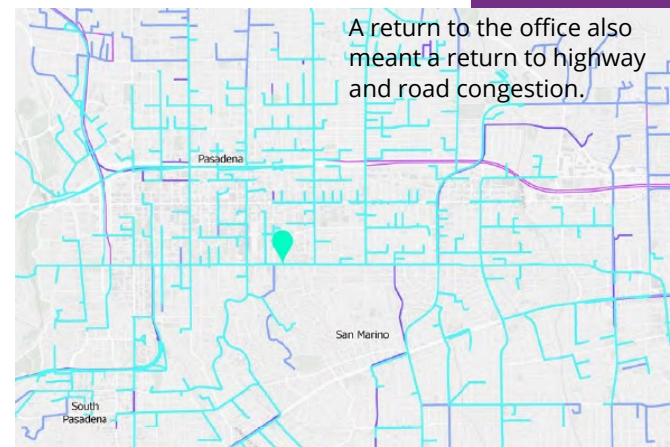 A return to the office also
meant a return to highway
and road congestion.
Pasadena
San Marino
South
Pasadena